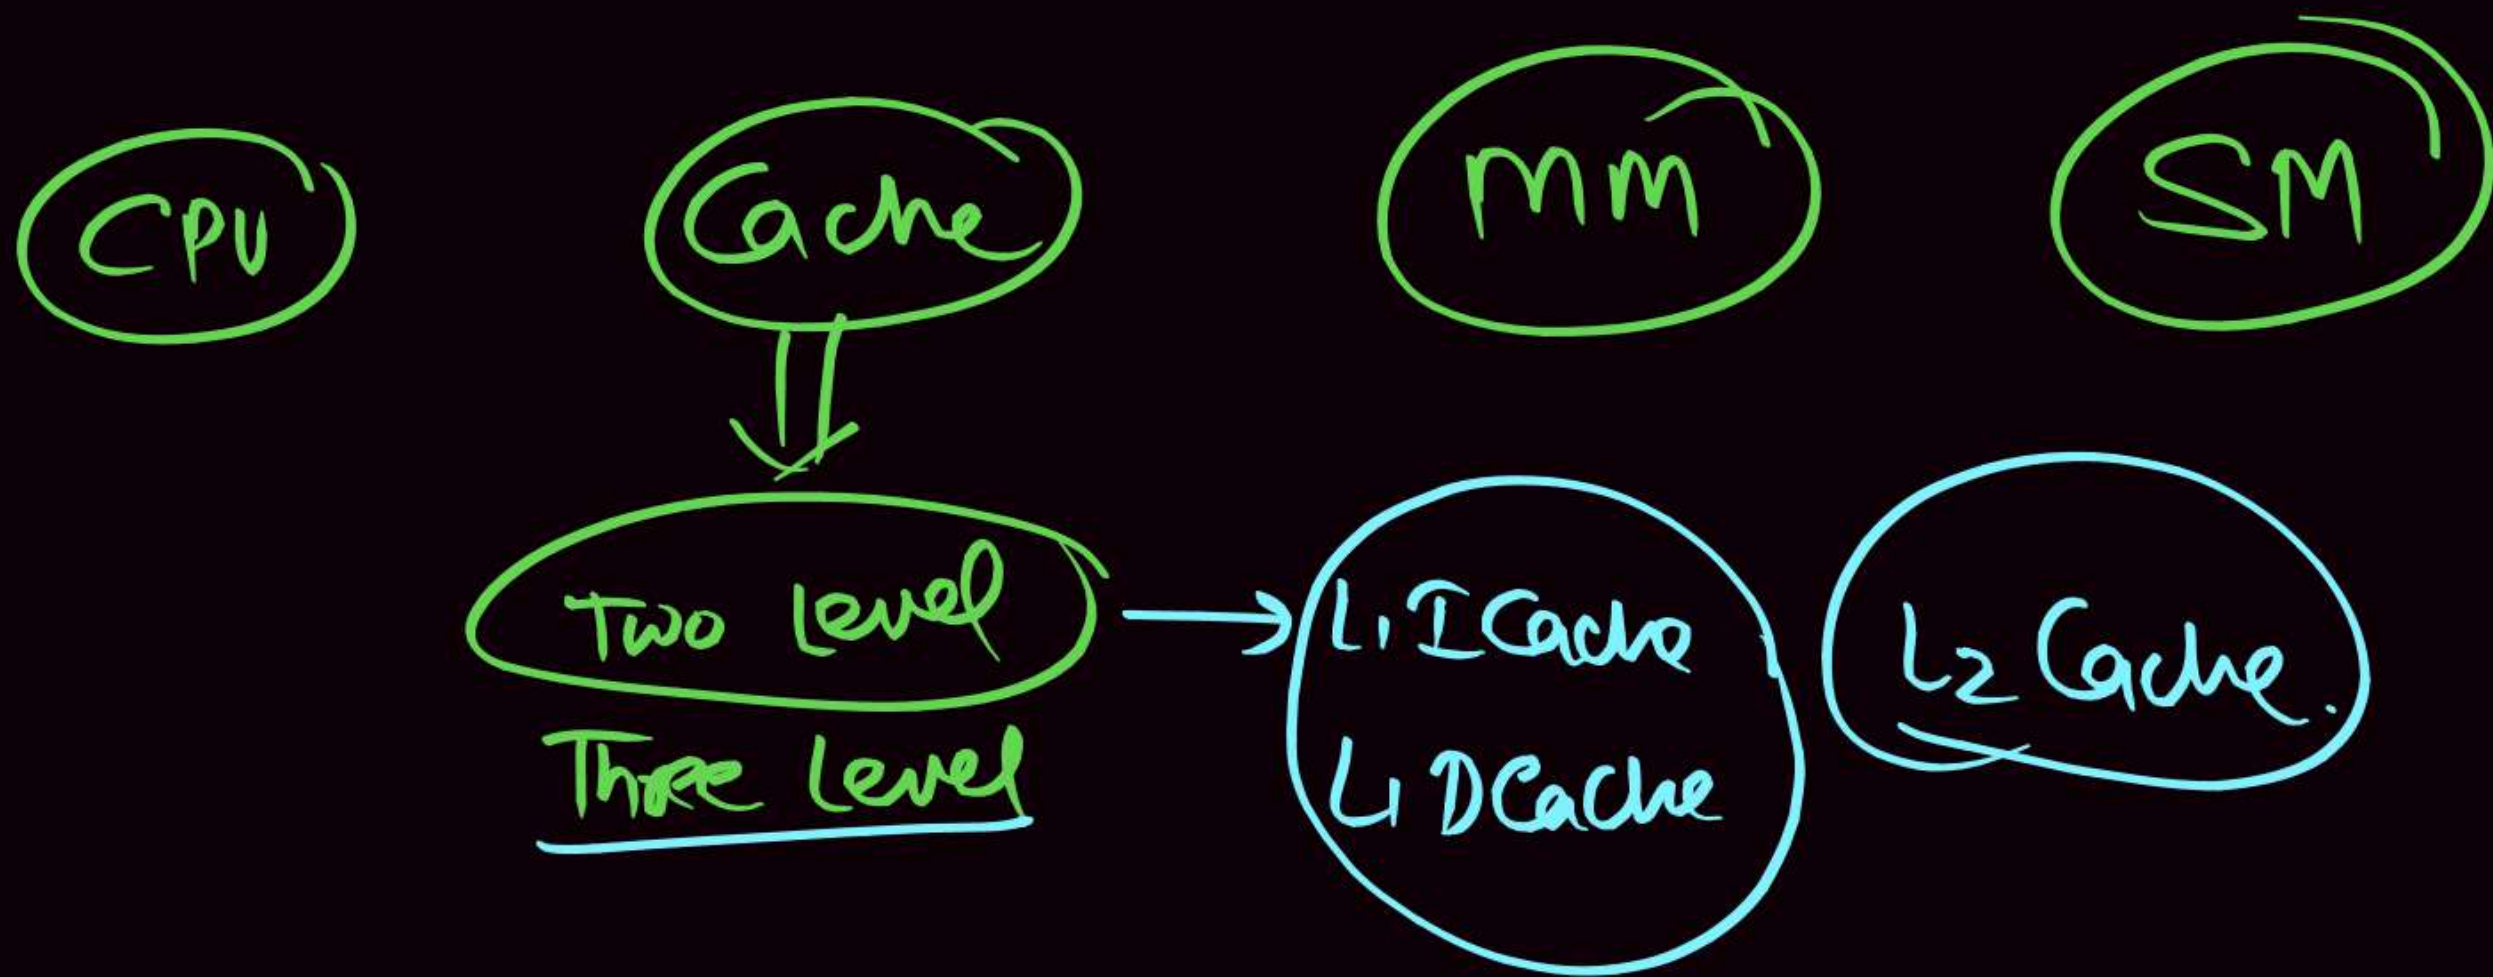 CPU Cache MM SM
Two Level
L1 I Cache
L2 Cache.
Three Level
L1 D Cache